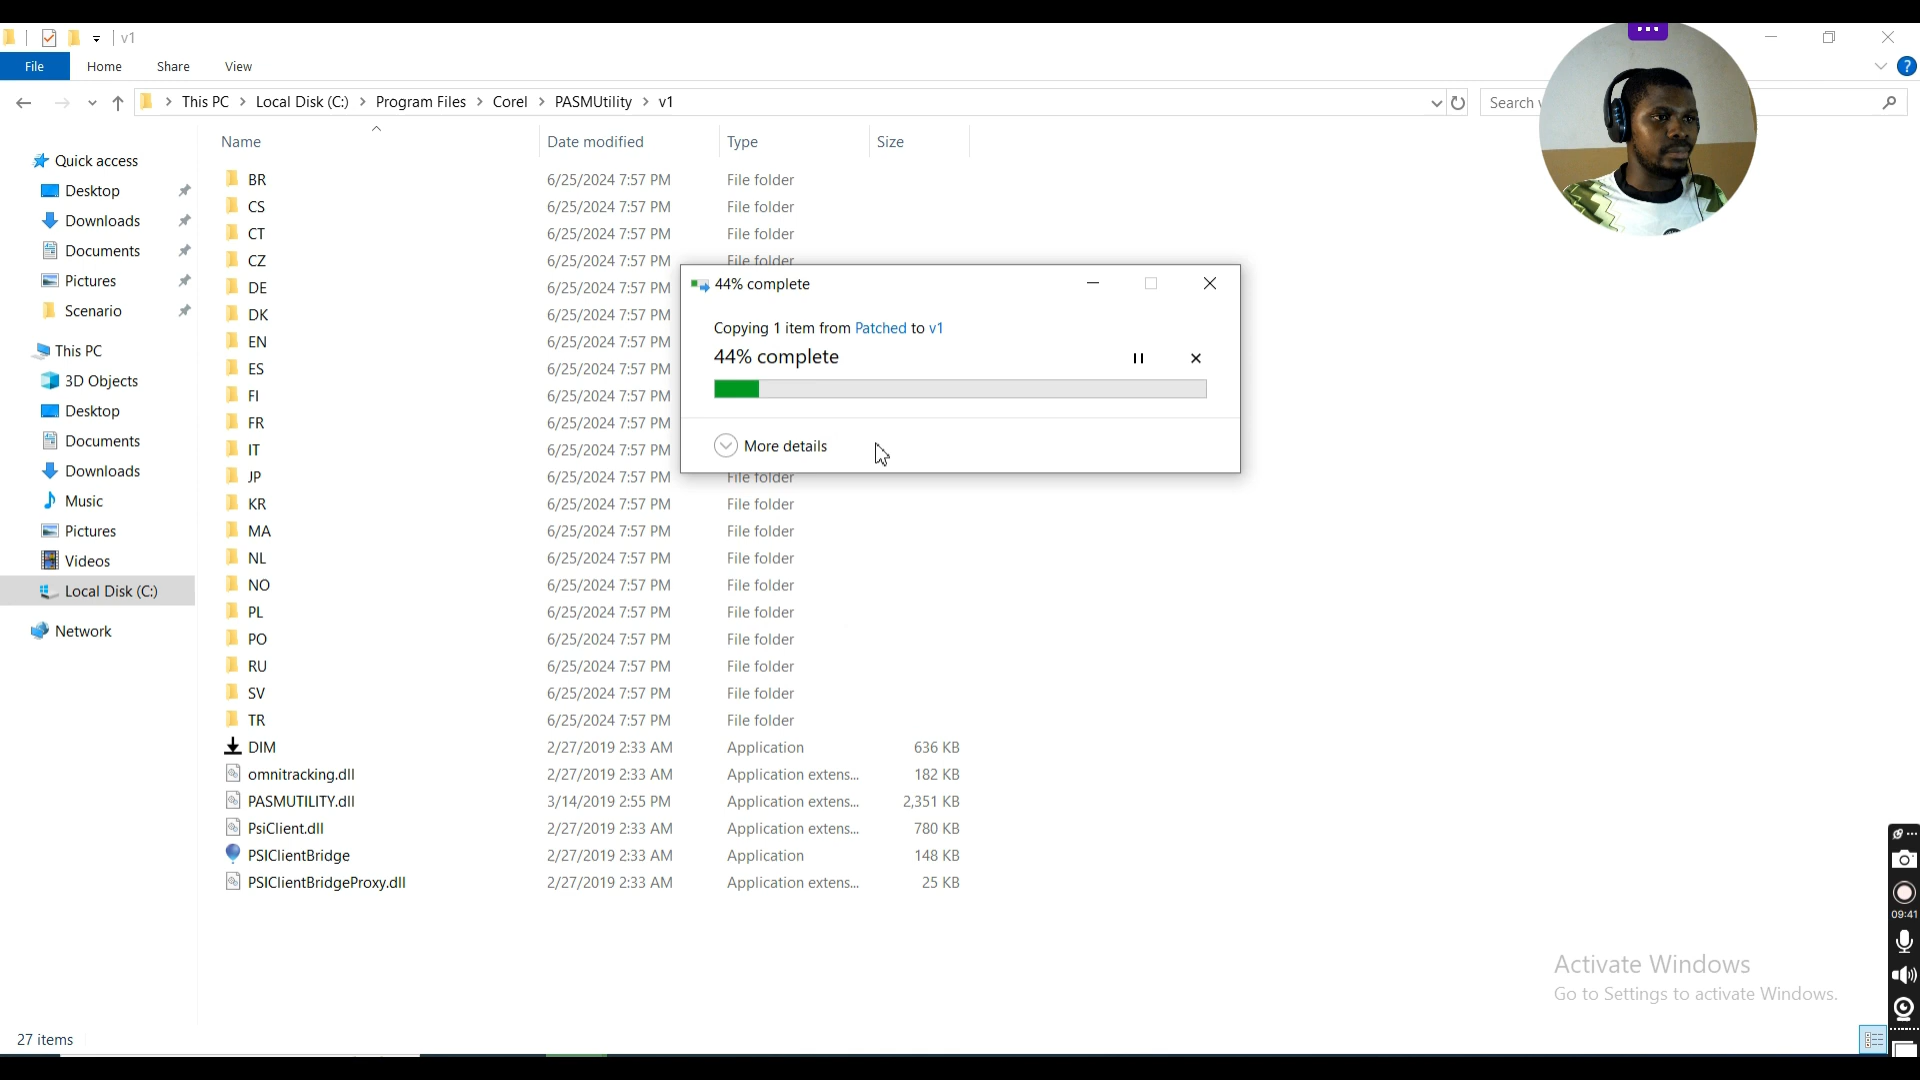 v1
File Home Share View
This PC Local Disk (C:) Program Files Corel PASMUtility v1
Search
Name Date modified Type Size
Quick access
Desktop
Downloads
Documents
Pictures
Scenario
This PC
3D Objects
Desktop
Documents
Downloads
Music
Pictures
Videos
Local Disk (C:)
Network
BR 6/25/2024 7:57 PM File folder
CS 6/25/2024 7:57 PM File folder
CT 6/25/2024 7:57 PM File folder
CZ 6/25/2024 7:57 PM File folder
DE 6/25/2024 7:57 PM
DK 6/25/2024 7:57 PM
EN 6/25/2024 7:57 PM
ES 6/25/2024 7:57 PM
FI 6/25/2024 7:57 PM
FR 6/25/2024 7:57 PM
IT 6/25/2024 7:57 PM
JP 6/25/2024 7:57 PM File folder
KR 6/25/2024 7:57 PM File folder
MA 6/25/2024 7:57 PM File folder
NL 6/25/2024 7:57 PM File folder
NO 6/25/2024 7:57 PM File folder
PL 6/25/2024 7:57 PM File folder
PO 6/25/2024 7:57 PM File folder
RU 6/25/2024 7:57 PM File folder
SV 6/25/2024 7:57 PM File folder
TR 6/25/2024 7:57 PM File folder
DIM 2/27/2019 2:33 AM Application 636 KB
omnitracking.dll 2/27/2019 2:33 AM Application extens... 182 KB
PASMUTILITY.dll 3/14/2019 2:55 PM Application extens... 2,351 KB
PsiClient.dll 2/27/2019 2:33 AM Application extens... 780 KB
PSIClientBridge 2/27/2019 2:33 AM Application 148 KB
PSIClientBridgeProxy.dll 2/27/2019 2:33 AM Application extens... 25 KB
44% complete
Copying 1 item from Patched to v1
44% complete
More details
09:41
Activate Windows
Go to Settings to activate Windows.
27 items